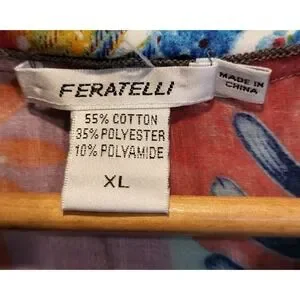 FERATELLI
MADE IN
CHINA
55% COTTON
35% POLYESTER
10% POLYAMIDE
XL